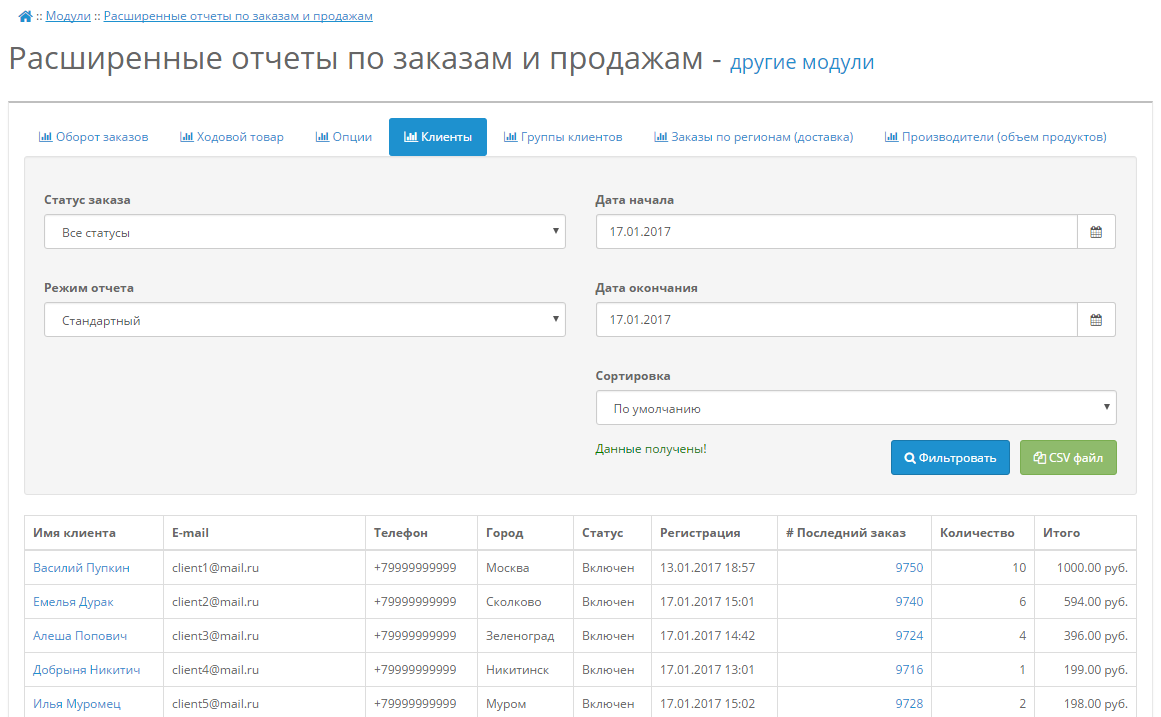 :: Модули :: Расширенные отчеты по заказам и продажам
Расширенные отчеты по заказам и продажам - другие модули
Оборот заказов Ходовой товар Опции Клиенты Группы клиентов Заказы по регионам (доставка) Производители (объем продуктов)
Статус заказа Дата начала
Все статусы 17.01.2017
Режим отчета Дата окончания
Стандартный 17.01.2017
Сортировка
По умолчанию
Данные получены! Фильтровать CSV файл
Имя клиента E-mail Телефон Город Статус Регистрация # Последний заказ Количество Итого
Василий Пупкин client1@mail.ru +79999999999 Москва Включен 13.01.2017 18:57 9750 10 1000.00 руб.
Емелья Дурак client2@mail.ru +79999999999 Сколково Включен 17.01.2017 15:01 9740 6 594.00 руб.
Алеша Попович client3@mail.ru +79999999999 Зеленоград Включен 17.01.2017 14:42 9724 4 396.00 руб.
Добрыня Никитич client4@mail.ru +79999999999 Никитинск Включен 17.01.2017 13:01 9716 1 199.00 руб.
Илья Муромец client5@mail.ru +79999999999 Муром Включен 17.01.2017 15:02 9728 2 198.00 руб.